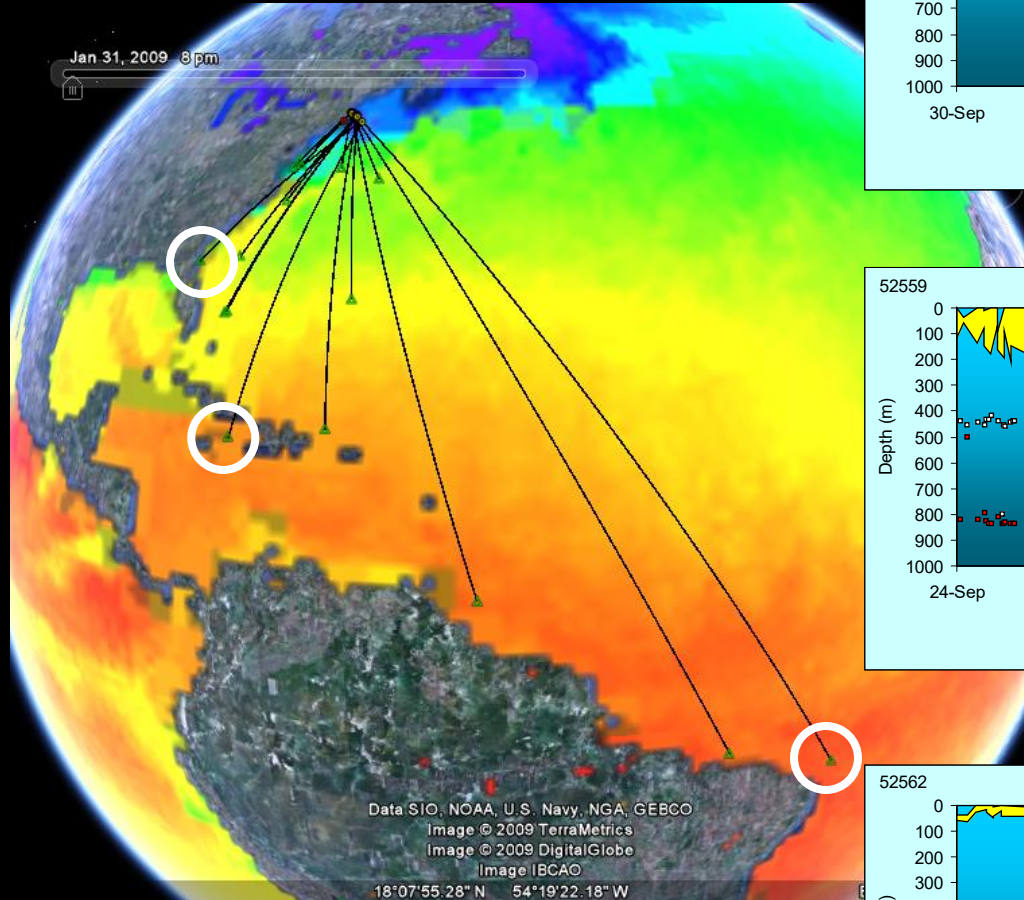 Jan 31, 2009 8 pm
Data SIO, NOAA, U.S. Navy, NGA, GEBCO
Image © 2009 TerraMetrics
Image © 2009 DigitalGlobe
Image IBCAO
18°07'55.28" N 54°19'22.18" W
700
800
900
1000
30-Sep
52559
Depth (m)
0
100
200
300
400
500
600
700
800
900
1000
24-Sep
52562
0
100
200
300